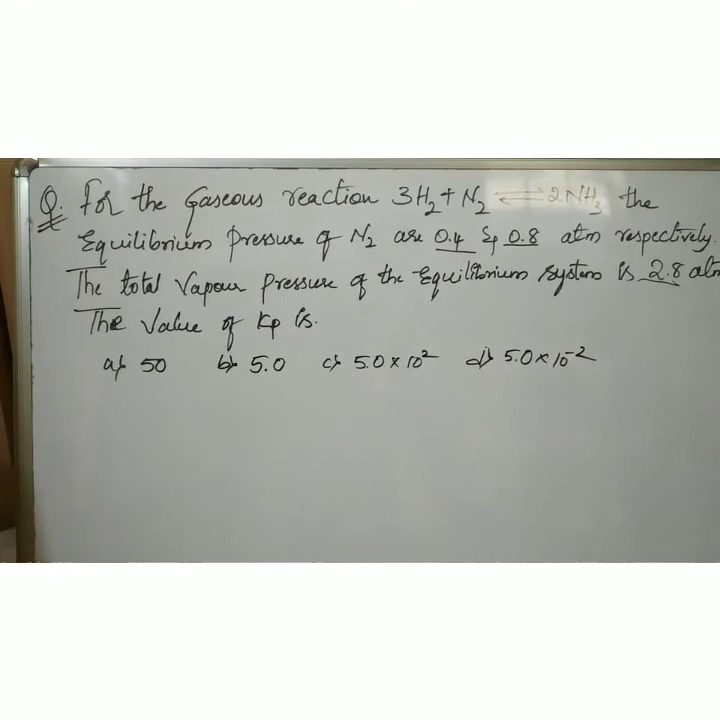 Q. For the Gaseous reaction 3H₂ + N₂ ⇌ 2NH₃ the
Equilibrium pressure of N₂ are 0.4 & 0.8 atm respectively.
The total Vapour pressure of the Equilibrium system is 2.8 atm
The value of Kp is.
a) 50 b) 5.0 c) 5.0 × 10² d) 5.0 × 10⁻²